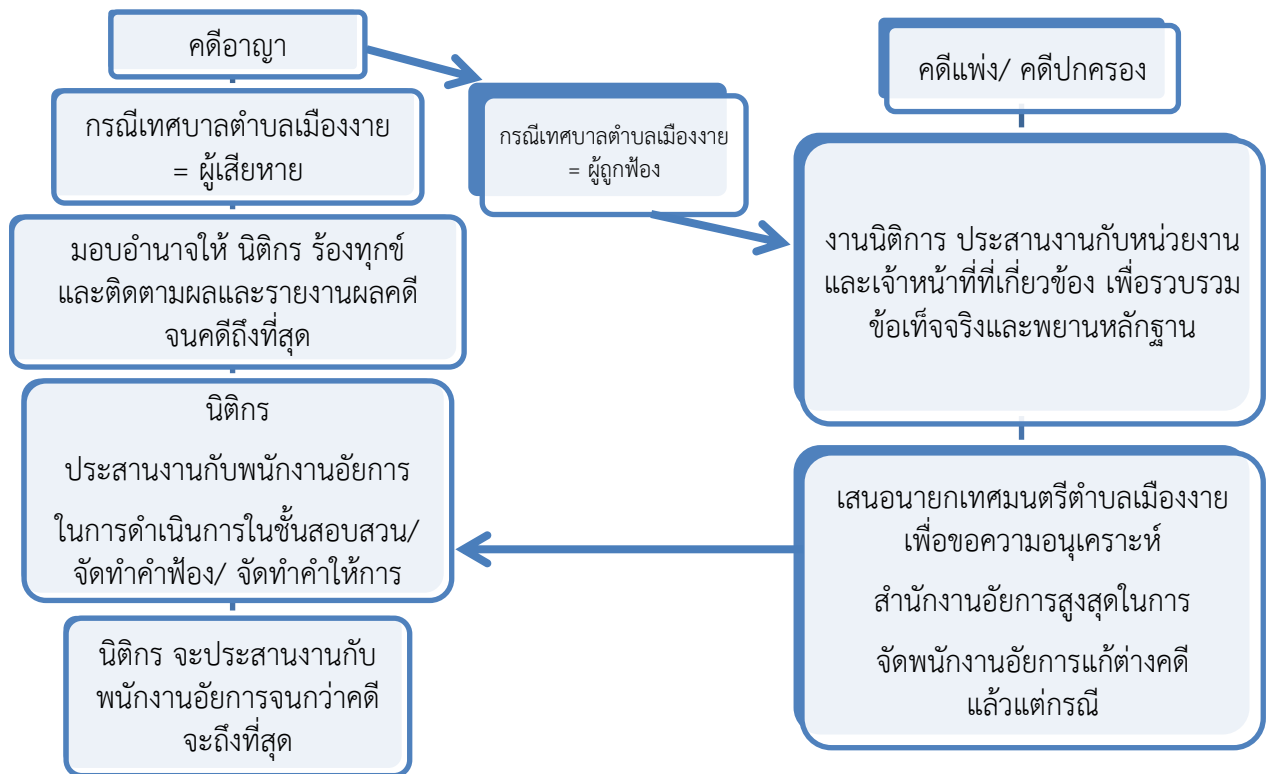 คดีอาญา
กรณีเทศบาลตำบลเมืองงาย
= ผู้เสียหาย
มอบอำนาจให้ นิติกร ร้องทุกข์
และติดตามผลและรายงานผลคดี
จนคดีถึงที่สุด
นิติกร
ประสานงานกับพนักงานอัยการ
ในการดำเนินการในชั้นสอบสวน/
จัดทำคำฟ้อง/ จัดทำคำให้การ
นิติกร จะประสานงานกับ
พนักงานอัยการจนกว่าคดี
จะถึงที่สุด
กรณีเทศบาลตำบลเมืองงาย
= ผู้ถูกฟ้อง
คดีแพ่ง/ คดีปกครอง
งานนิติการ ประสานงานกับหน่วยงาน
และเจ้าหน้าที่ที่เกี่ยวข้อง เพื่อรวบรวม
ข้อเท็จจริงและพยานหลักฐาน
เสนอนายกเทศมนตรีตำบลเมืองงาย
เพื่อขอความอนุเคราะห์
สำนักงานอัยการสูงสุดในการ
จัดพนักงานอัยการแก้ต่างคดี
แล้วแต่กรณี